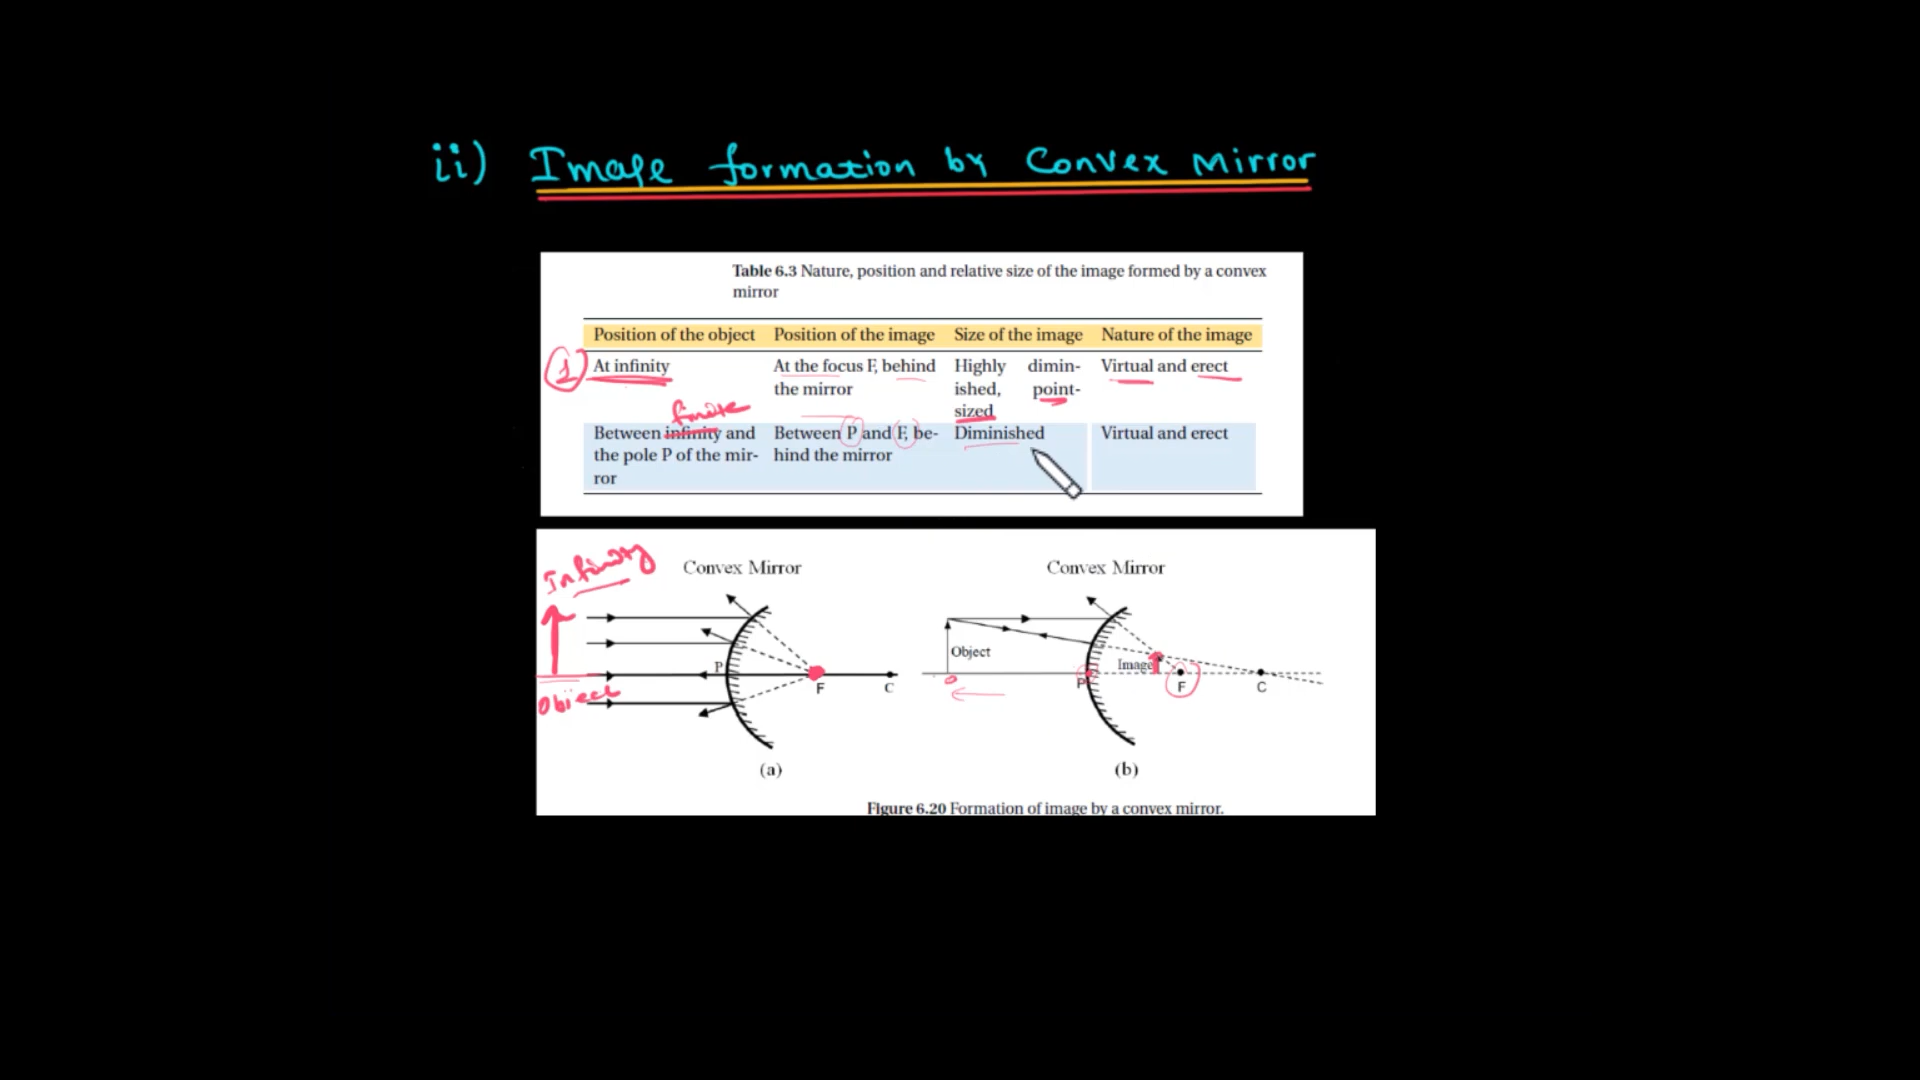 ii) Image formation by Convex Mirror
Table 6.3 Nature, position and relative size of the image formed by a convex
mirror
Position of the object Position of the image Size of the image Nature of the image
1 At infinity At the focus F, behind Highly dimin- Virtual and erect
the mirror ished, point-
finite sized
Between infinity and Between P and F, be- Diminished Virtual and erect
the pole P of the mir- hind the mirror
ror
Infinity Convex Mirror Convex Mirror
Object
P Image
F C P F C
Object
(a) (b)
Figure 6.20 Formation of image by a convex mirror.